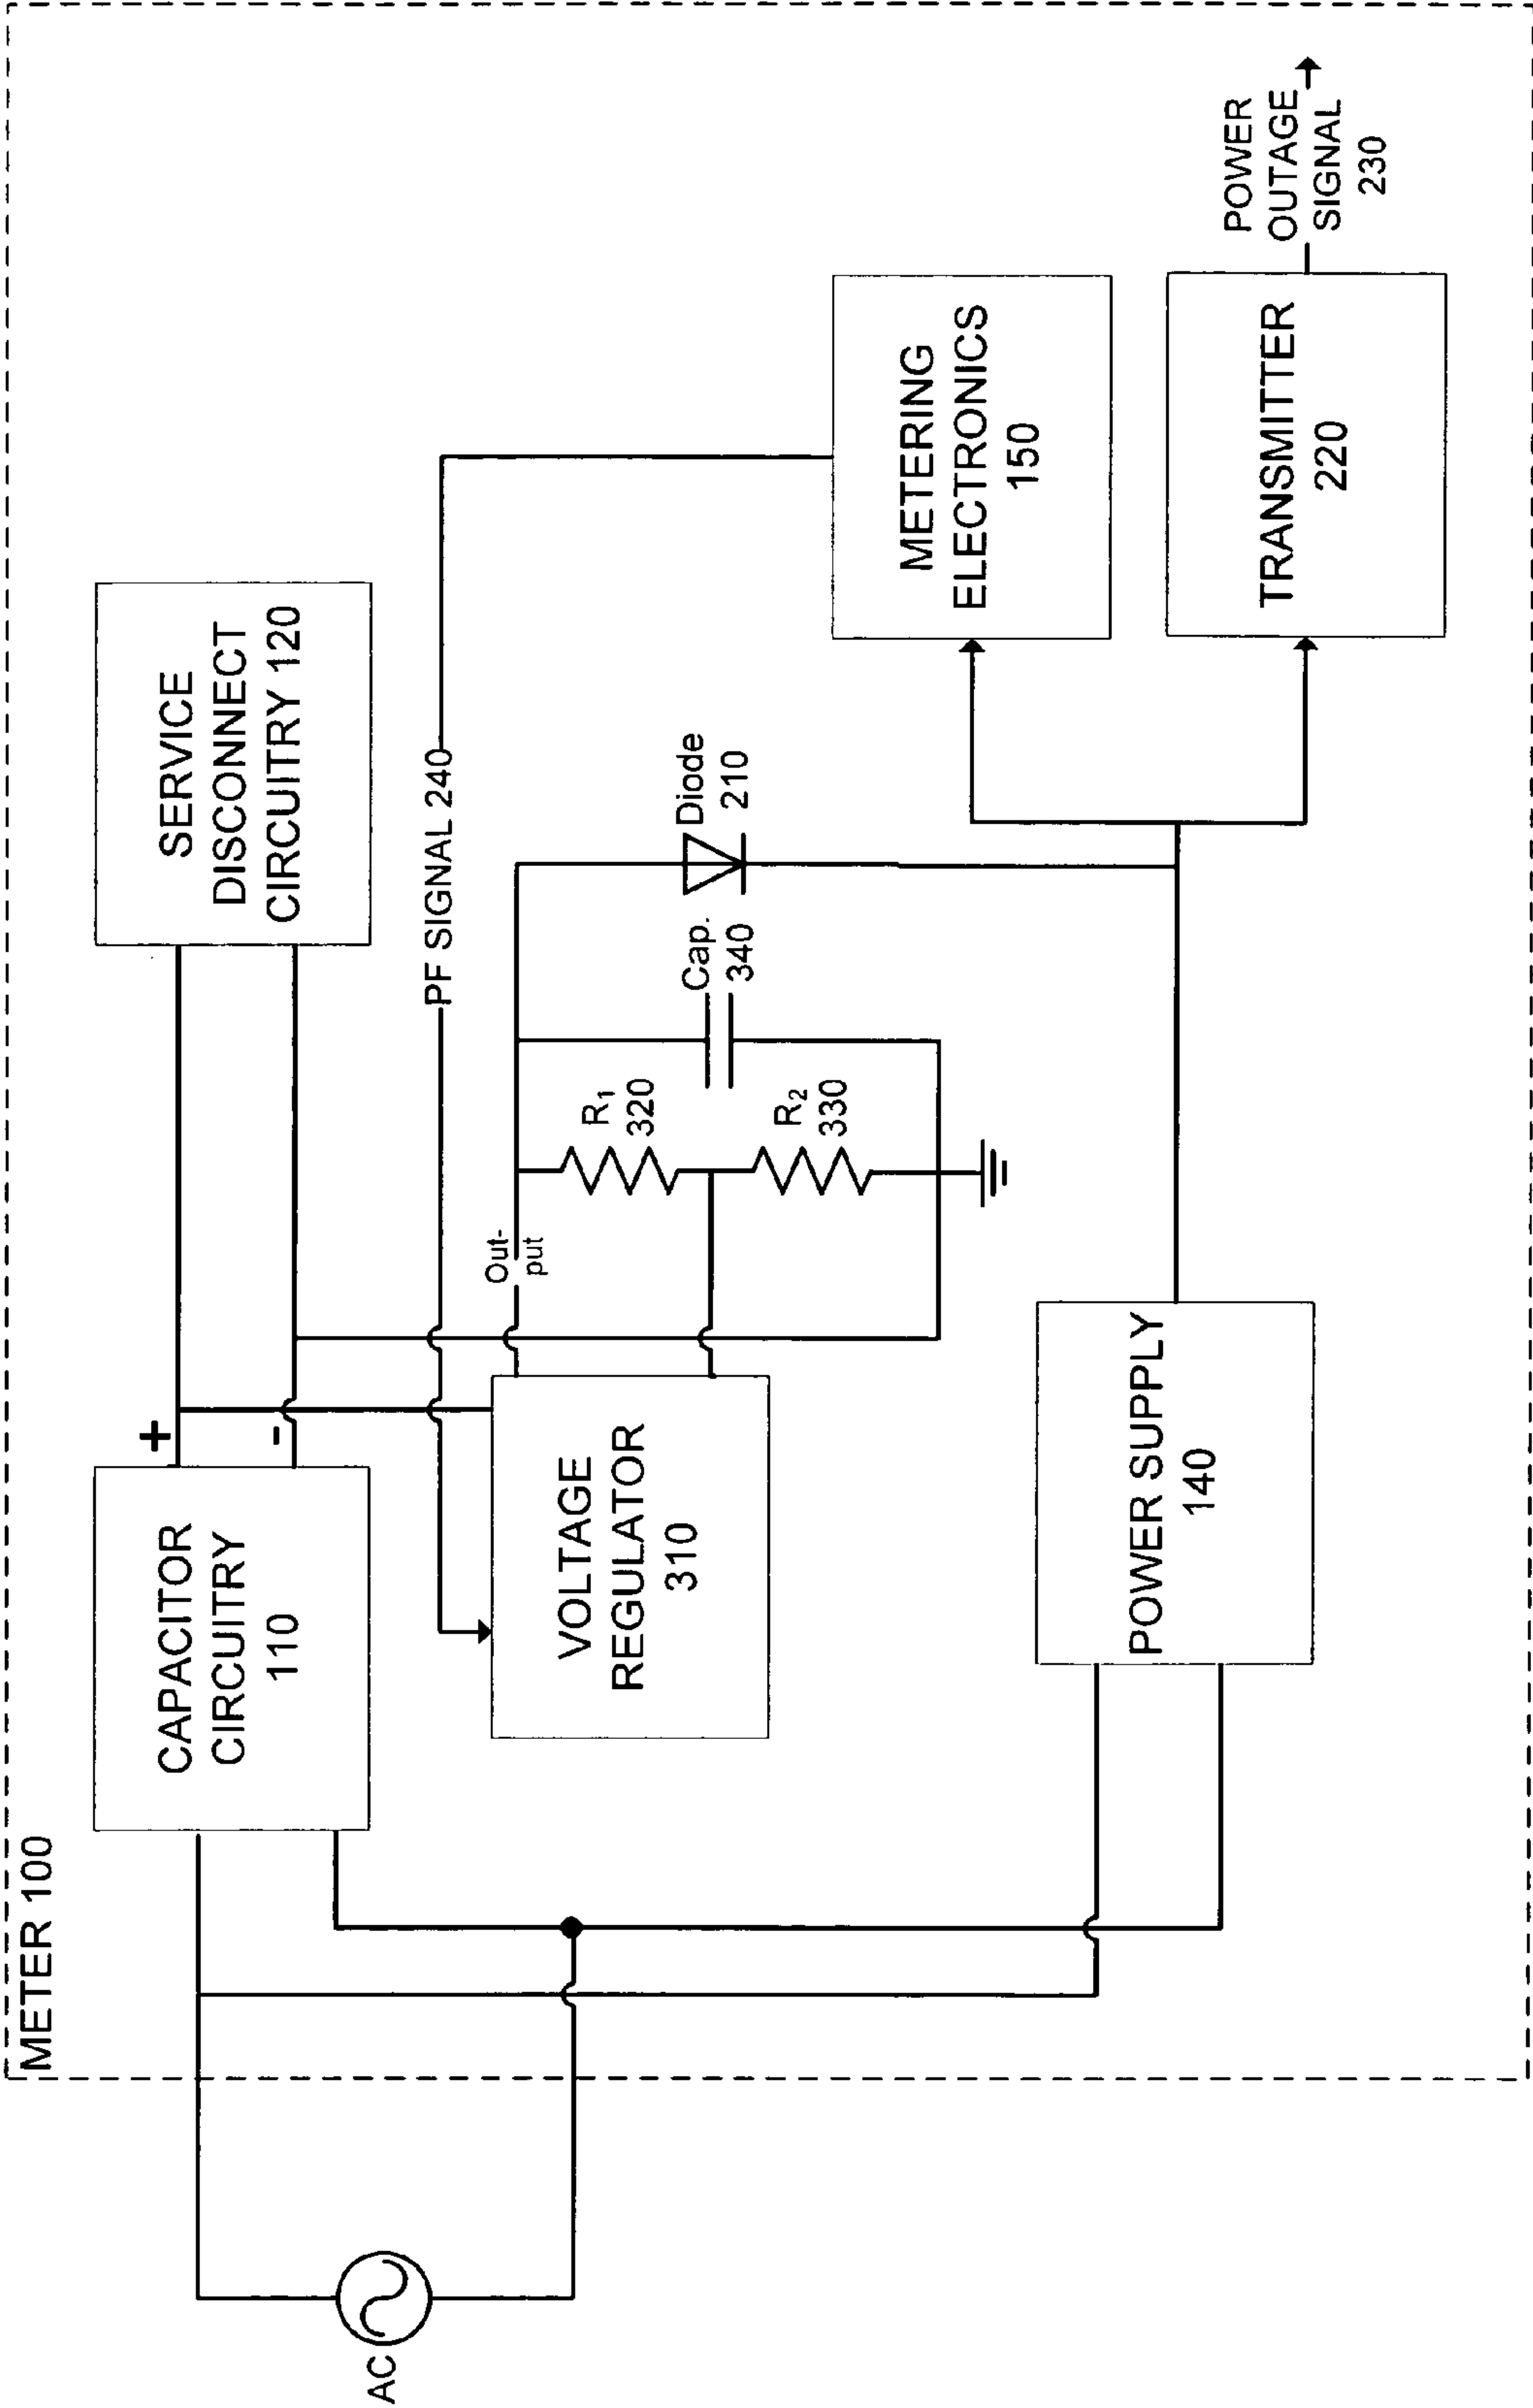 METER 100
AC
CAPACITOR
CIRCUITRY
110
+
-
SERVICE
DISCONNECT
CIRCUITRY 120
PF SIGNAL 240
VOLTAGE
REGULATOR
310
Out-
put
R1
320
R2
330
Cap.
340
Diode
210
METERING
ELECTRONICS
150
POWER SUPPLY
140
TRANSMITTER
220
POWER
OUTAGE
SIGNAL
230